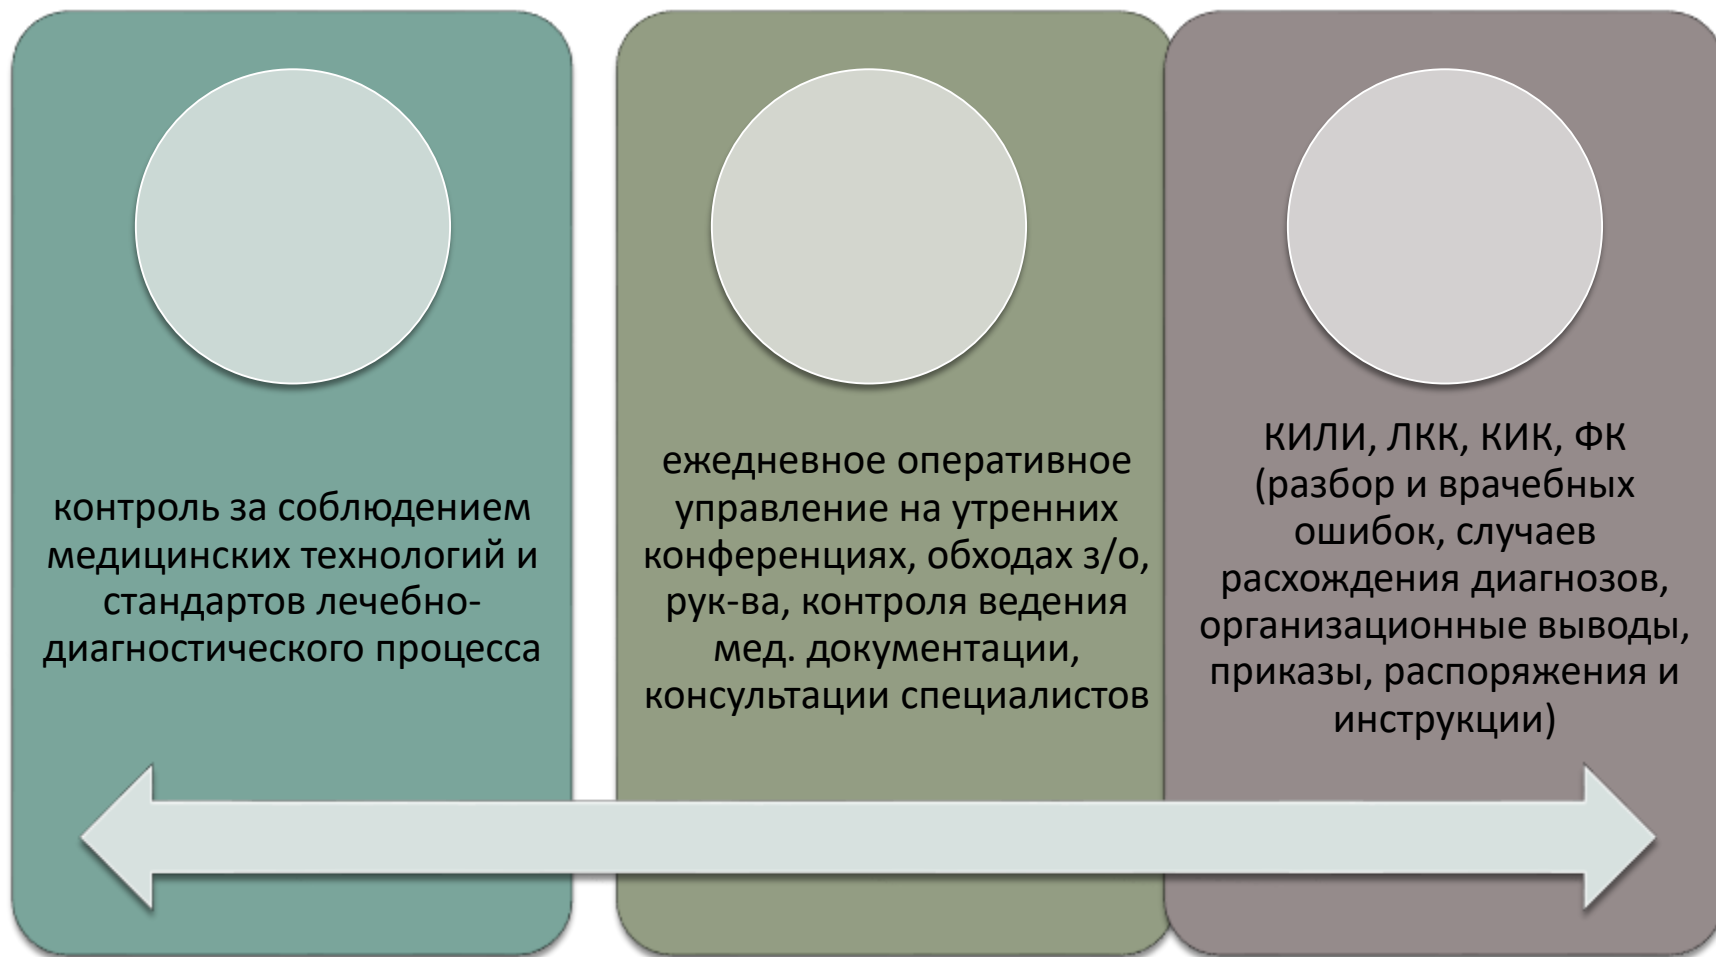 контроль за соблюдением
медицинских технологий и
стандартов лечебно-
диагностического процесса
ежедневное оперативное
управление на утренних
конференциях, обходах з/о,
рук-ва, контроля ведения
мед. документации,
консультации специалистов
КИЛИ, ЛКК, КИК, ФК
(разбор и врачебных
ошибок, случаев
расхождения диагнозов,
организационные выводы,
приказы, распоряжения и
инструкции)